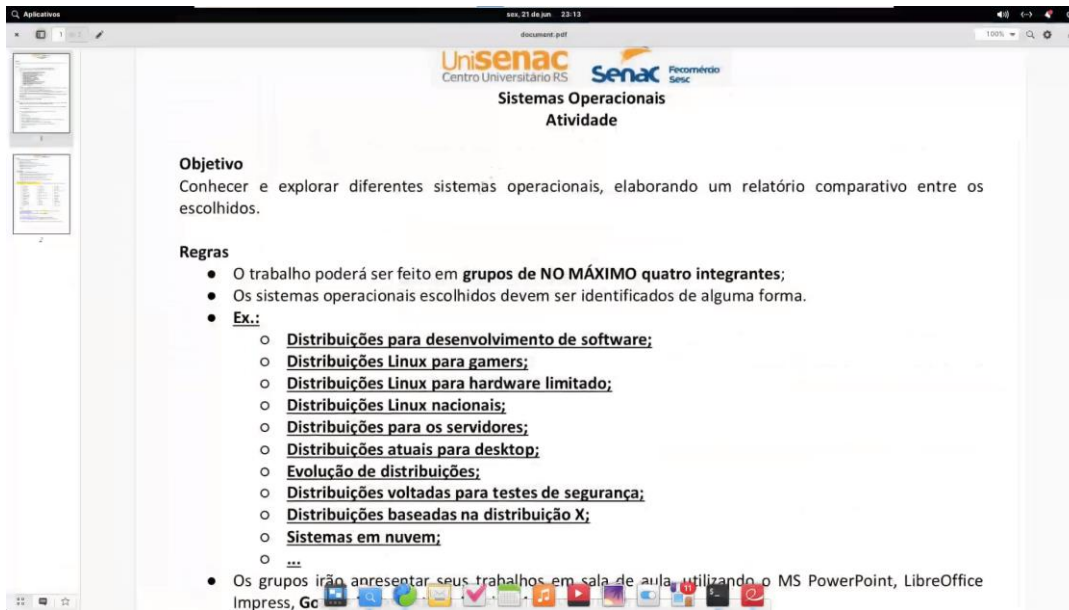 Aplicativos
sex, 21 de jun 23:13
1
document.pdf
100%
UniSenac
Centro Universitário RS
Senac
Fecomércio
Sesc
Sistemas Operacionais
Atividade
Objetivo
Conhecer e explorar diferentes sistemas operacionais, elaborando um relatório comparativo entre os
escolhidos.
Regras
● O trabalho poderá ser feito em grupos de NO MÁXIMO quatro integrantes;
● Os sistemas operacionais escolhidos devem ser identificados de alguma forma.
● Ex.:
○ Distribuições para desenvolvimento de software;
○ Distribuições Linux para gamers;
○ Distribuições Linux para hardware limitado;
○ Distribuições Linux nacionais;
○ Distribuições para os servidores;
○ Distribuições atuais para desktop;
○ Evolução de distribuições;
○ Distribuições voltadas para testes de segurança;
○ Distribuições baseadas na distribuição X;
○ Sistemas em nuvem;
○ ...
● Os grupos irão apresentar seus trabalhos em sala de aula, utilizando o MS PowerPoint, LibreOffice
Impress, Go
11